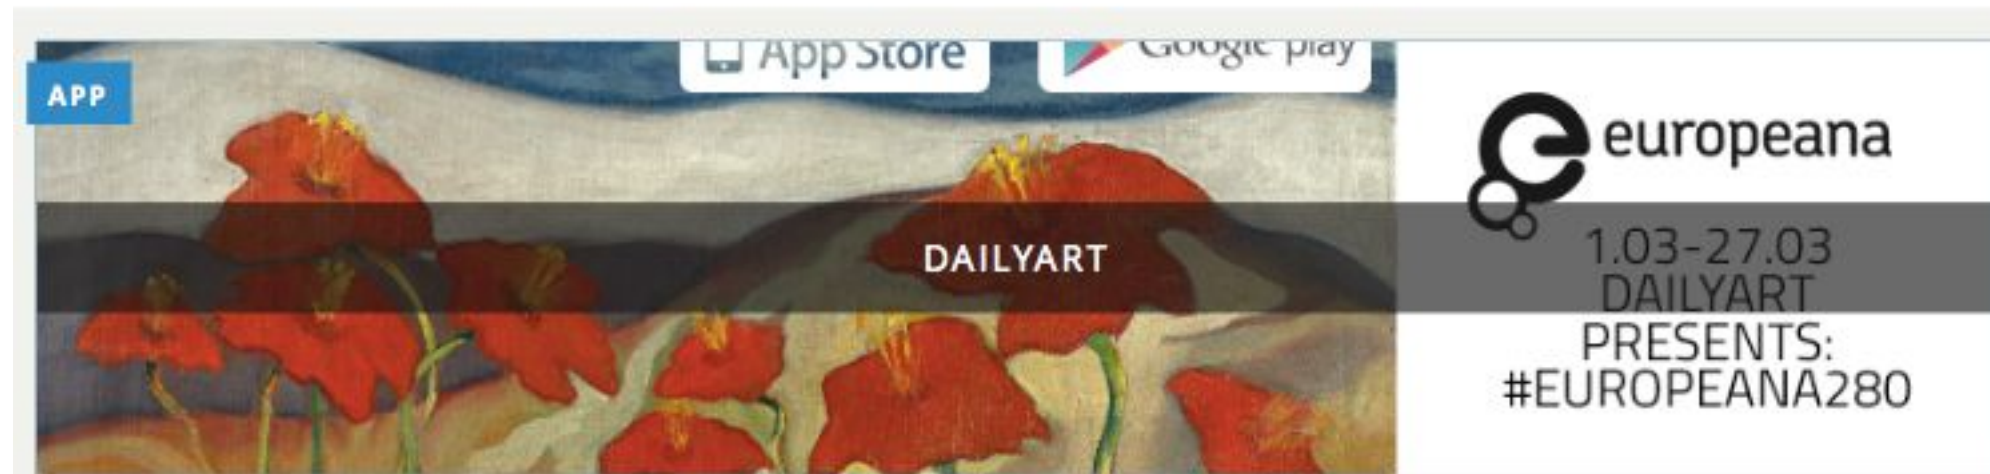 App Store
Google play
APP
europeana
DAILYART
1.03-27.03
DAILYART
PRESENTS:
#EUROPEANA280